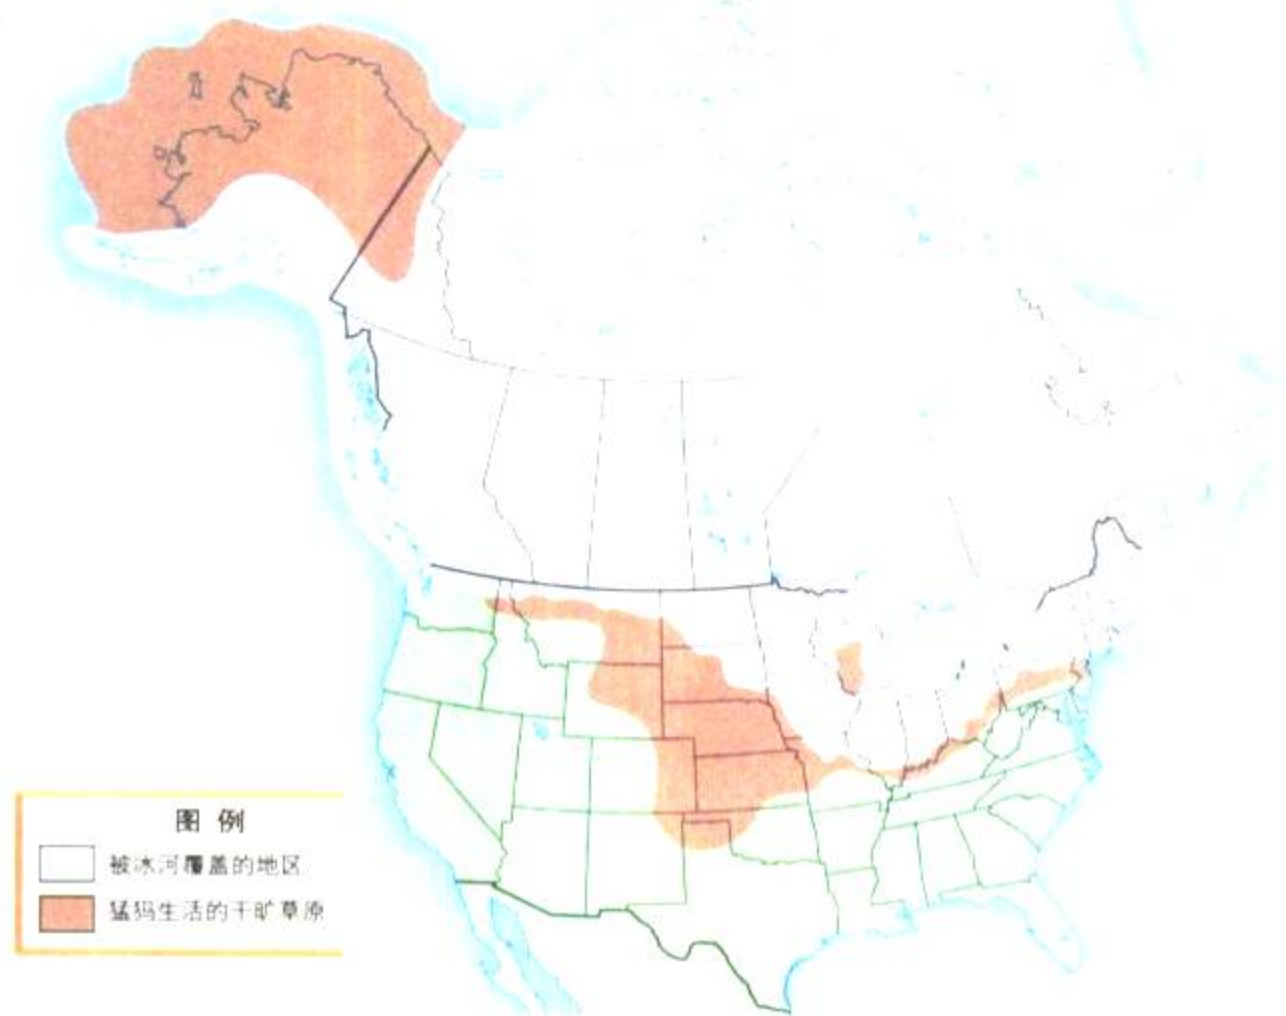 图例
被冰河覆盖的地区
猛犸生活的干旷草原